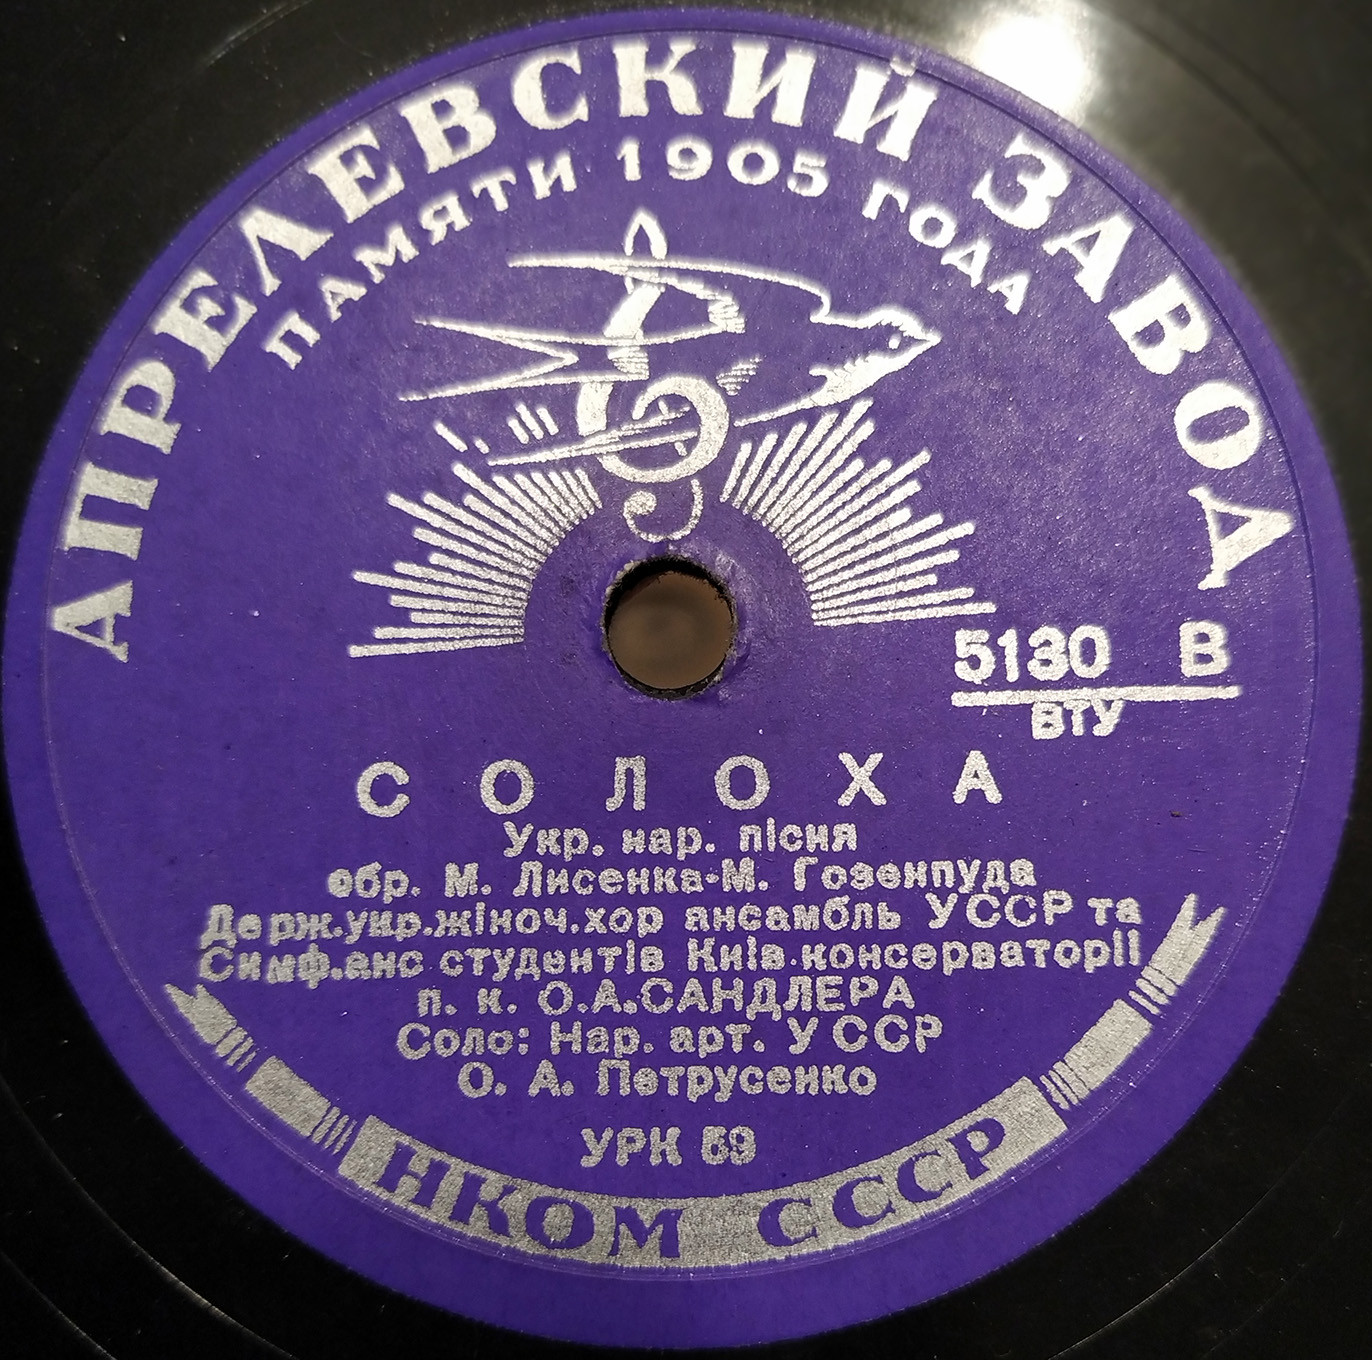 АПРЕЛЕВСКИЙ ЗАВОД
ПАМЯТИ 1905 ГОДА
5130 В
ВТУ
СОЛОХА
Укр. нар. пісня
обр. М. Лисенка-М. Гозенпуда
Держ.укр.жіноч.хор ансамбль УССР та
Симф.анс студентів Київ.консерваторії
п. к. О.А.САНДЛЕРА
Соло: Нар. арт. УССР
О. А. Петрусенко
УРК 59
НКОМ СССР